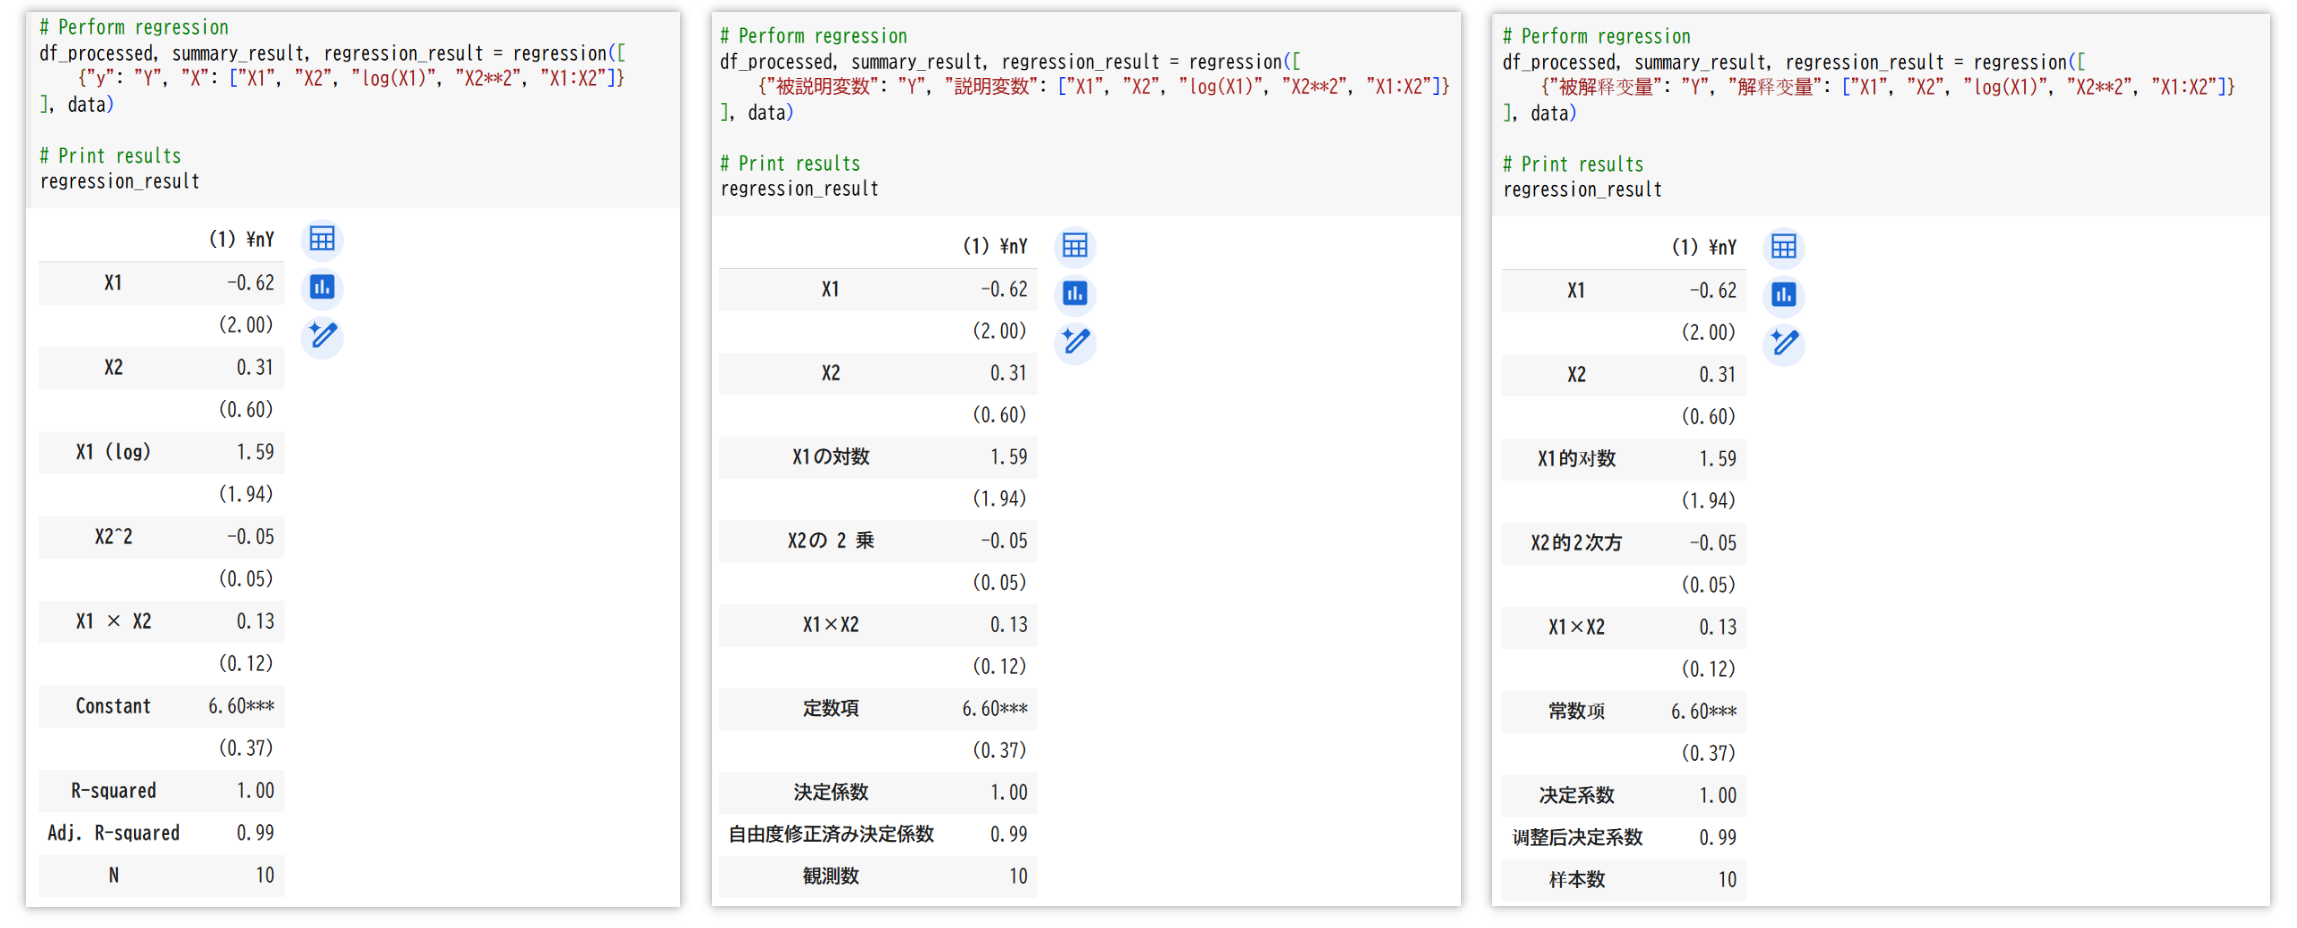 # Perform regression
df_processed, summary_result, regression_result = regression([
{"y": "Y", "X": ["X1", "X2", "log(X1)", "X2**2", "X1:X2"]}
], data)
# Print results
regression_result
(1) ¥nY
X1 -0.62
(2.00)
X2 0.31
(0.60)
X1 (log) 1.59
(1.94)
X2^2 -0.05
(0.05)
X1 × X2 0.13
(0.12)
Constant 6.60***
(0.37)
R-squared 1.00
Adj. R-squared 0.99
N 10
# Perform regression
df_processed, summary_result, regression_result = regression([
{"被説明変数": "Y", "説明変数": ["X1", "X2", "log(X1)", "X2**2", "X1:X2"]}
], data)
# Print results
regression_result
(1) ¥nY
X1 -0.62
(2.00)
X2 0.31
(0.60)
X1の対数 1.59
(1.94)
X2の 2 乗 -0.05
(0.05)
X1×X2 0.13
(0.12)
定数項 6.60***
(0.37)
決定係数 1.00
自由度修正済み決定係数 0.99
観測数 10
# Perform regression
df_processed, summary_result, regression_result = regression([
{"被解释变量": "Y", "解释变量": ["X1", "X2", "log(X1)", "X2**2", "X1:X2"]}
], data)
# Print results
regression_result
(1) ¥nY
X1 -0.62
(2.00)
X2 0.31
(0.60)
X1的对数 1.59
(1.94)
X2的2次方 -0.05
(0.05)
X1×X2 0.13
(0.12)
常数项 6.60***
(0.37)
决定系数 1.00
调整后决定系数 0.99
样本数 10